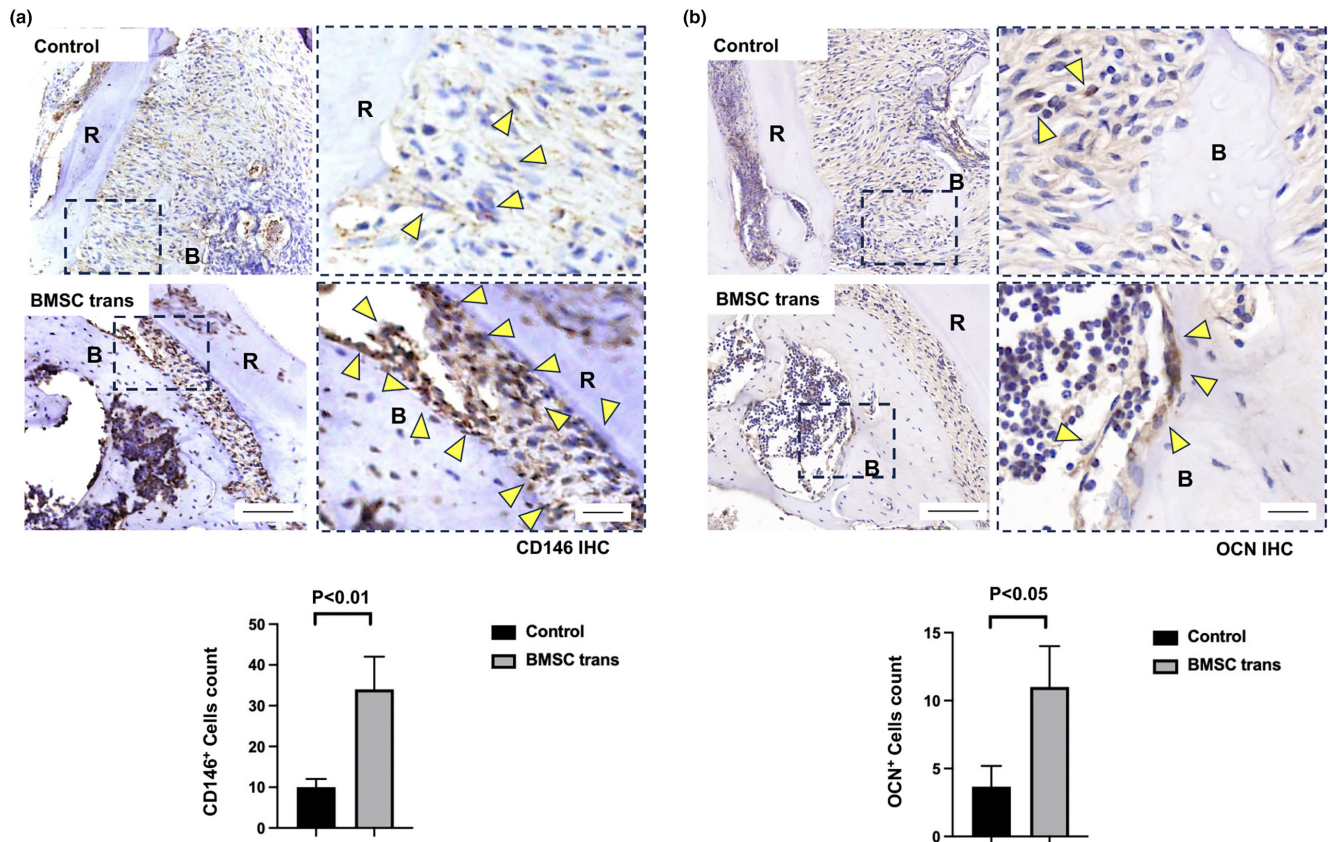 (a)
Control
R
B
R
BMSC trans
B
R
B
R
CD146 IHC
P<0.01
CD146⁺ Cells count
50
40
30
20
10
0
Control
BMSC trans
(b)
Control
R
B
B
BMSC trans
R
B
B
OCN IHC
P<0.05
OCN⁺ Cells count
15
10
5
0
Control
BMSC trans